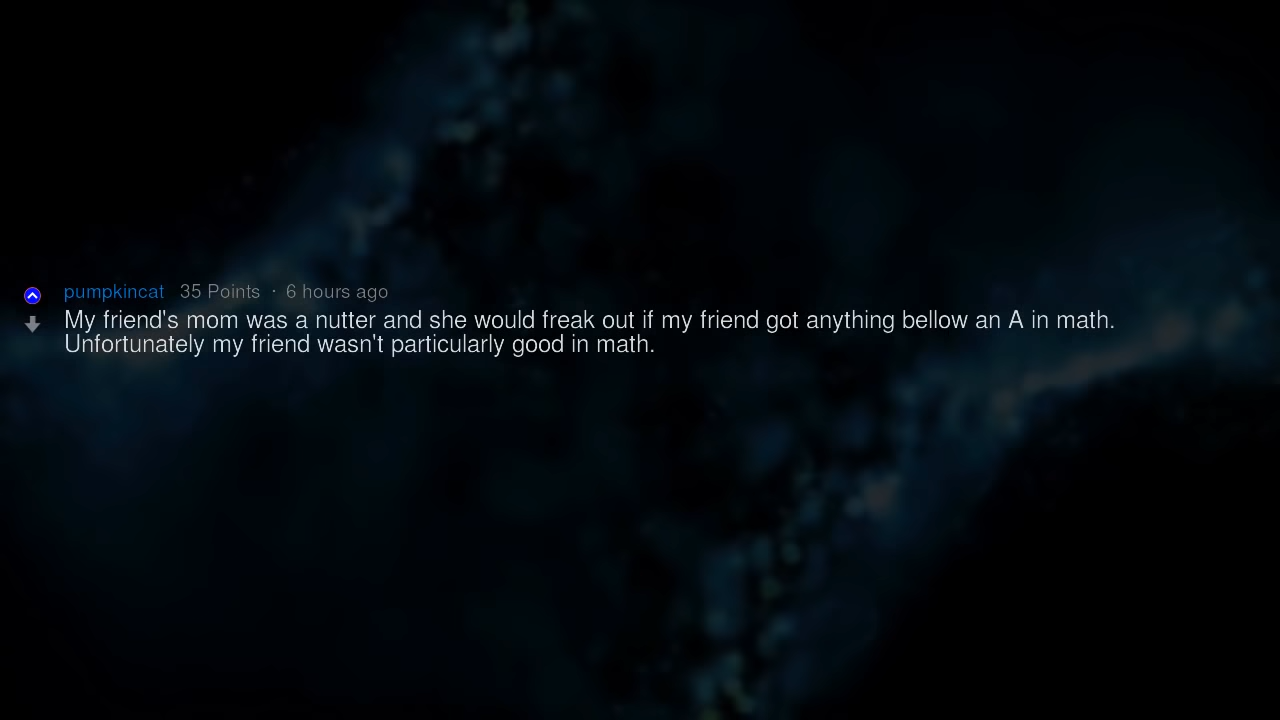 pumpkincat 35 Points · 6 hours ago
My friend's mom was a nutter and she would freak out if my friend got anything bellow an A in math.
Unfortunately my friend wasn't particularly good in math.